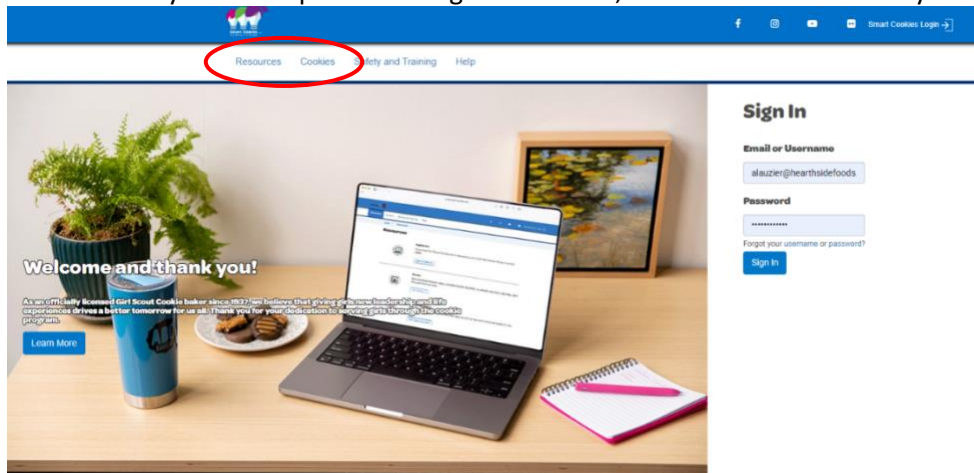 Smart Cookies Login
Resources Cookies Safety and Training Help
Sign In
Email or Username
alauzier@hearthsidefoods
Password
Forgot your username or password?
Sign In
Welcome and thank you!
As an officially licensed Girl Scout Cookie baker since 1937, we believe that giving girls new leadership and life
experiences drives a better tomorrow for us all! Thank you for your dedication to serving girls through the cookie
program.
Learn More